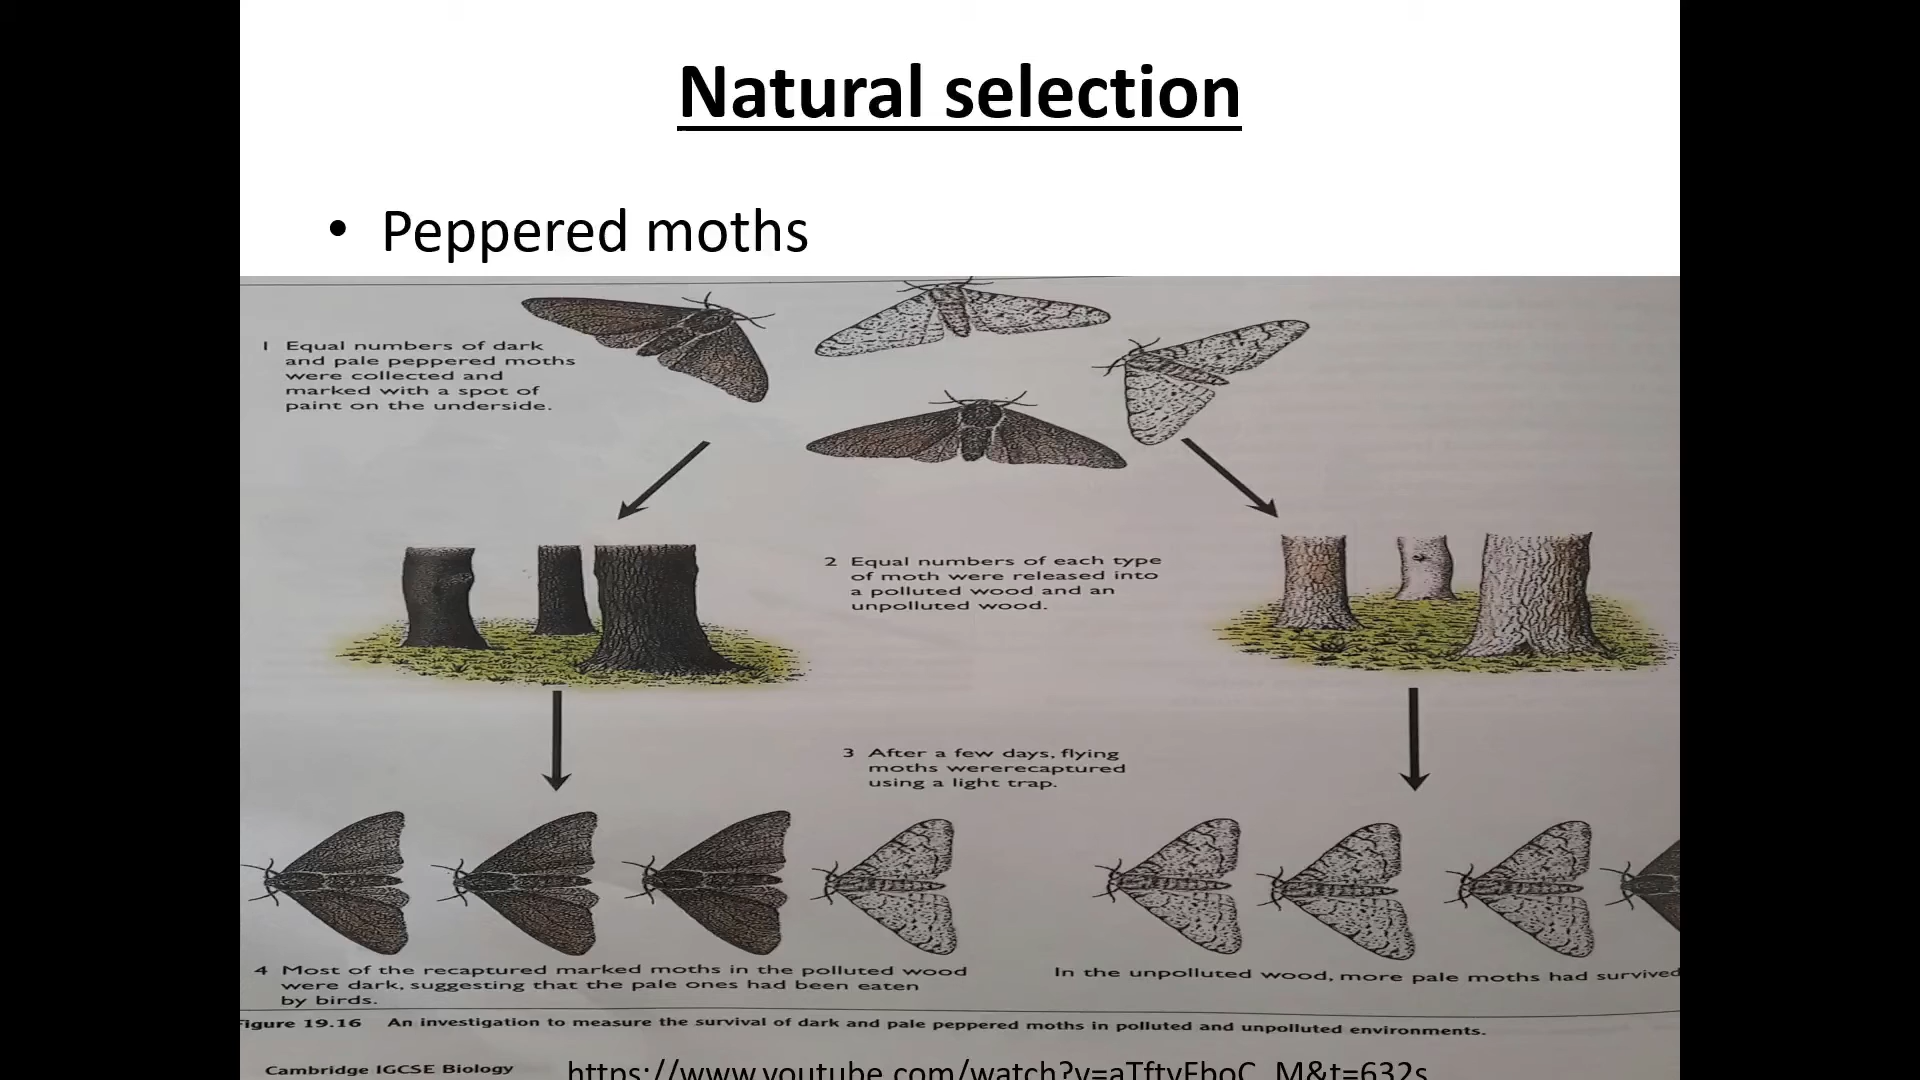 Natural selection
• Peppered moths
1 Equal numbers of dark
and pale peppered moths
were collected and
marked with a spot of
paint on the underside.
2 Equal numbers of each type
of moth were released into
a polluted wood and an
unpolluted wood.
3 After a few days, flying
moths wererecaptured
using a light trap.
4 Most of the recaptured marked moths in the polluted wood
were dark, suggesting that the pale ones had been eaten
by birds.
In the unpolluted wood, more pale moths had survived
Figure 19.16 An investigation to measure the survival of dark and pale peppered moths in polluted and unpolluted environments.
Cambridge IGCSE Biology